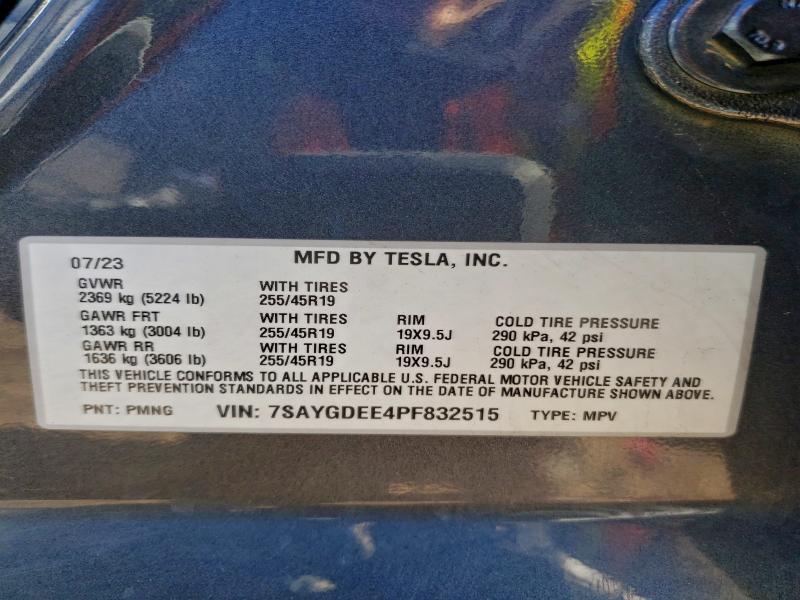 07/23 MFD BY TESLA, INC.
GVWR WITH TIRES
2369 kg (5224 lb) 255/45R19
GAWR FRT WITH TIRES RIM COLD TIRE PRESSURE
1363 kg (3004 lb) 255/45R19 19X9.5J 290 kPa, 42 psi
GAWR RR WITH TIRES RIM COLD TIRE PRESSURE
1636 kg (3606 lb) 255/45R19 19X9.5J 290 kPa, 42 psi
THIS VEHICLE CONFORMS TO ALL APPLICABLE U.S. FEDERAL MOTOR VEHICLE SAFETY AND
THEFT PREVENTION STANDARDS IN EFFECT ON THE DATE OF MANUFACTURE SHOWN ABOVE.
PNT: PMNG VIN: 7SAYGDEE4PF832515 TYPE: MPV